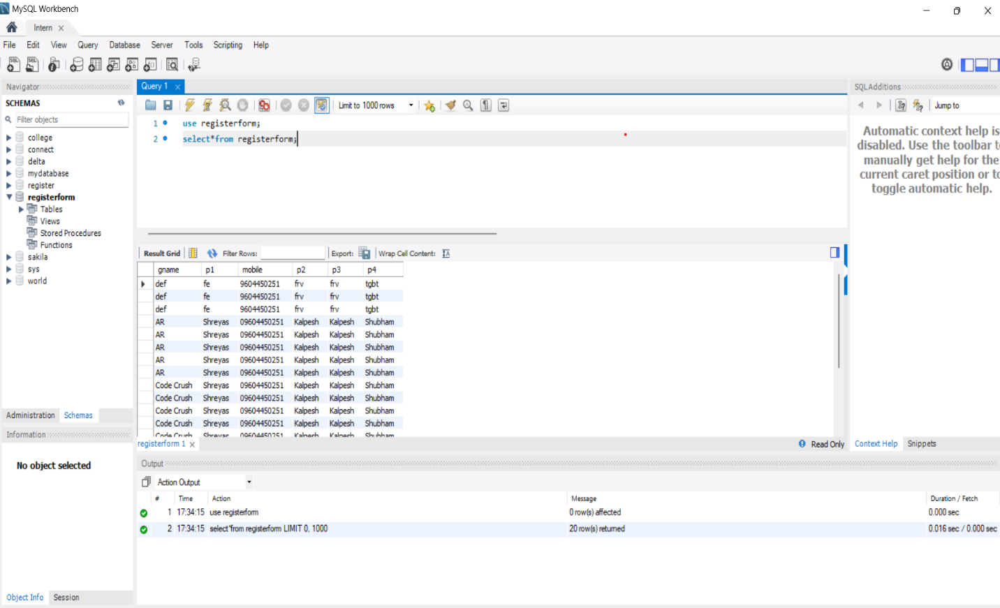 MySQL Workbench
Intern
File Edit View Query Database Server Tools Scripting Help
Navigator
SCHEMAS
Filter objects
college
connect
delta
mydatabase
register
registerform
Tables
Views
Stored Procedures
Functions
sakila
sys
world
Administration Schemas
Information
No object selected
Object Info Session
Query 1
Limit to 1000 rows
1 use registerform;
2 select*from registerform;
Result Grid Filter Rows: Export: Wrap Cell Content:
gname p1 mobile p2 p3 p4
def fe 9604450251 frv frv tgbt
def fe 9604450251 frv frv tgbt
def fe 9604450251 frv frv tgbt
AR Shreyas 09604450251 Kalpesh Kalpesh Shubham
AR Shreyas 09604450251 Kalpesh Kalpesh Shubham
AR Shreyas 09604450251 Kalpesh Kalpesh Shubham
AR Shreyas 09604450251 Kalpesh Kalpesh Shubham
AR Shreyas 09604450251 Kalpesh Kalpesh Shubham
Code Crush Shreyas 09604450251 Kalpesh Kalpesh Shubham
Code Crush Shreyas 09604450251 Kalpesh Kalpesh Shubham
Code Crush Shreyas 09604450251 Kalpesh Kalpesh Shubham
Code Crush Shreyas 09604450251 Kalpesh Kalpesh Shubham
Code Crush Shreyas 09604450251 Kalpesh Kalpesh Shubham
registerform 1
Read Only
SQLAdditions
Jump to
Automatic context help is
disabled. Use the toolbar
manually get help for the
current caret position or
toggle automatic help.
Context Help Snippets
Output
Action Output
# Time Action Message Duration / Fetch
1 17:34:15 use registerform 0 row(s) affected 0.000 sec
2 17:34:15 select*from registerform LIMIT 0, 1000 20 row(s) returned 0.016 sec / 0.000 sec